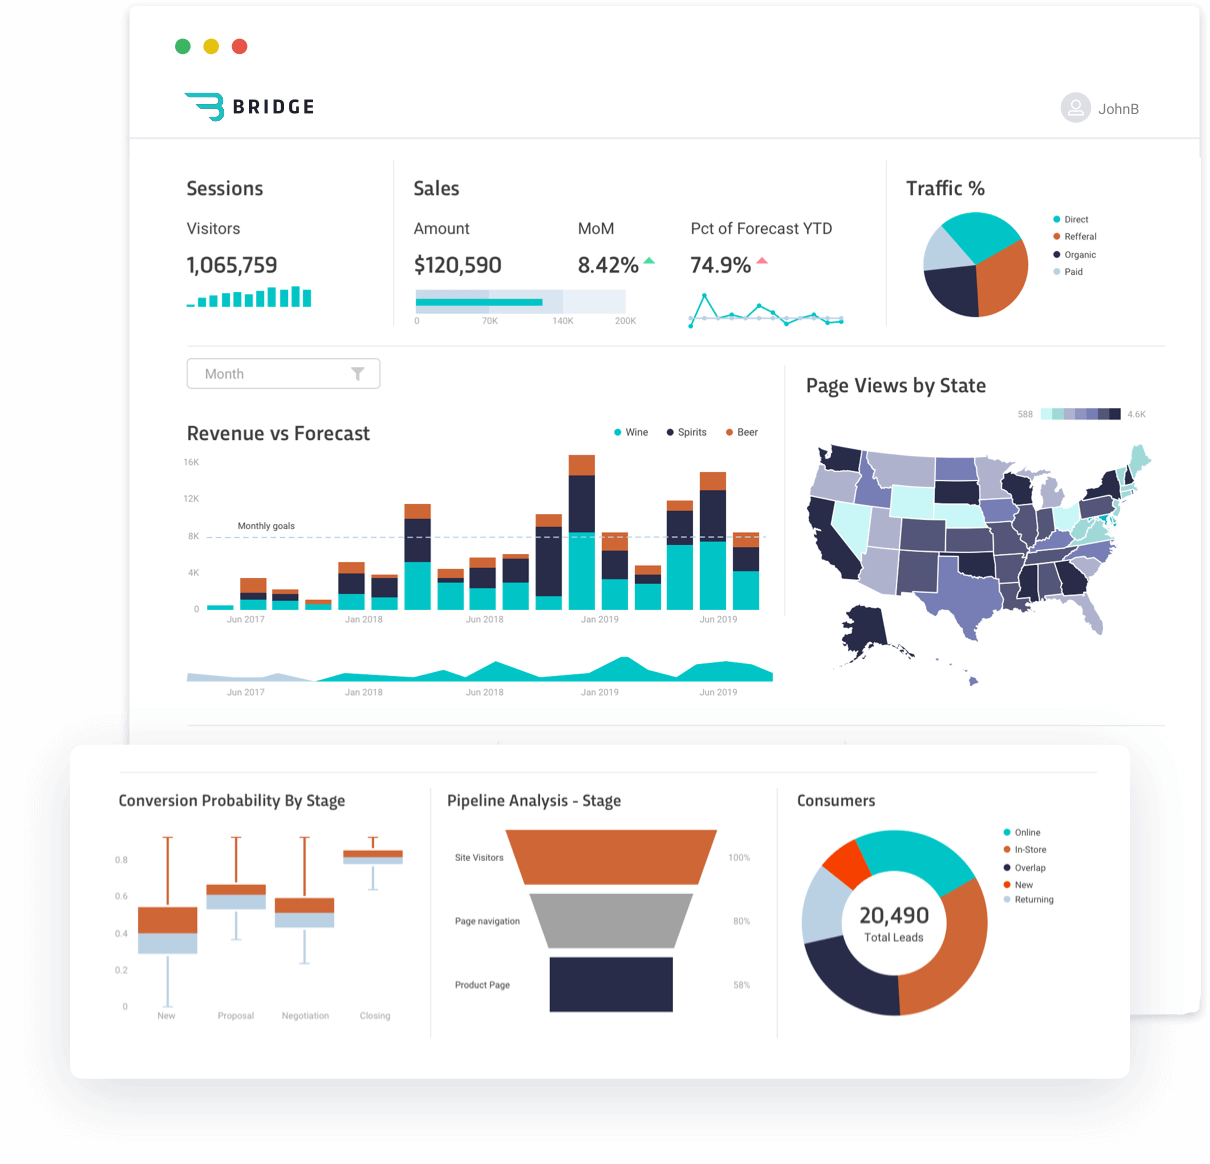 BRIDGE
JohnB
Sessions
Visitors
1,065,759
Sales
Amount
MoM
Pct of Forecast YTD
$120,590
8.42%
74.9%
0
70K
140K
200K
Traffic %
Direct
Refferal
Organic
Paid
Month
Revenue vs Forecast
Wine
Spirits
Beer
16K
12K
Monthly goals
8K
4K
0
Jun 2017
Jan 2018
Jun 2018
Jan 2019
Jun 2019
Jun 2017
Jan 2018
Jun 2018
Jan 2019
Jun 2019
Page Views by State
588
4.6K
Conversion Probability By Stage
0.8
0.6
0.4
0.2
0
New
Proposal
Negotiation
Closing
Pipeline Analysis - Stage
Site Visitors
100%
Page navigation
80%
Product Page
58%
Consumers
Online
In-Store
Overlap
New
Returning
20,490
Total Leads